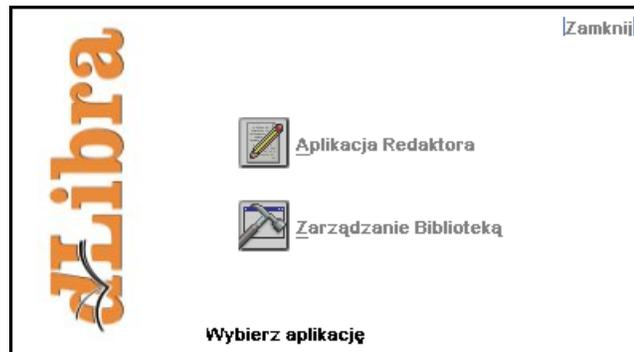 Zamknij
dLibra
Aplikacja Redaktora
Zarządzanie Biblioteką
Wybierz aplikację